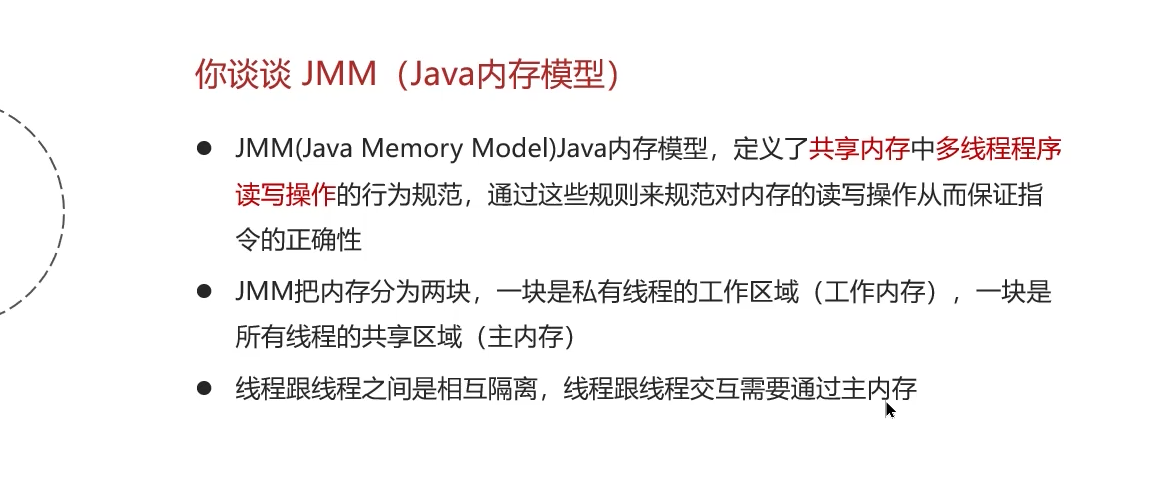 你谈谈 JMM（Java内存模型）
● JMM(Java Memory Model)Java内存模型，定义了共享内存中多线程程序
读写操作的行为规范，通过这些规则来规范对内存的读写操作从而保证指
令的正确性
● JMM把内存分为两块，一块是私有线程的工作区域（工作内存），一块是
所有线程的共享区域（主内存）
● 线程跟线程之间是相互隔离，线程跟线程交互需要通过主内存